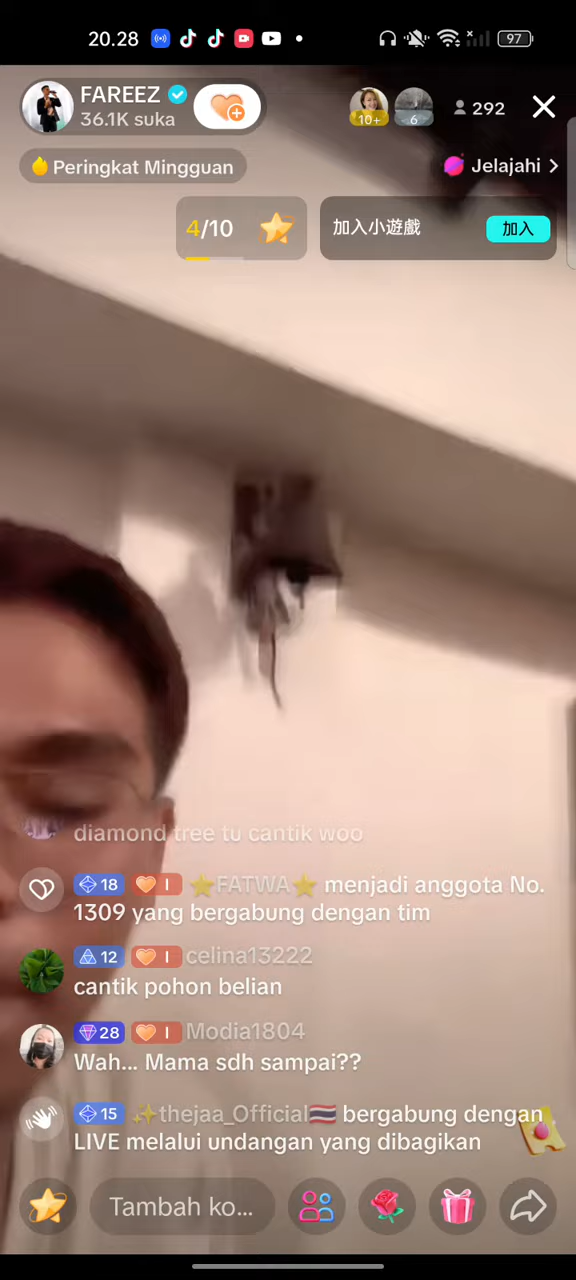 20.28
97
FAREEZ
36.1K suka
10+
6
292
Peringkat Mingguan
Jelajahi
4/10
加入小遊戲
加入
diamond tree tu cantik woo
18 I ⭐FATWA⭐ menjadi anggota No.
1309 yang bergabung dengan tim
12 I celina13222
cantik pohon belian
28 I Modia1804
Wah... Mama sdh sampai??
15 ✨thejaa_Official🇹🇭 bergabung dengan
LIVE melalui undangan yang dibagikan
Tambah ko...